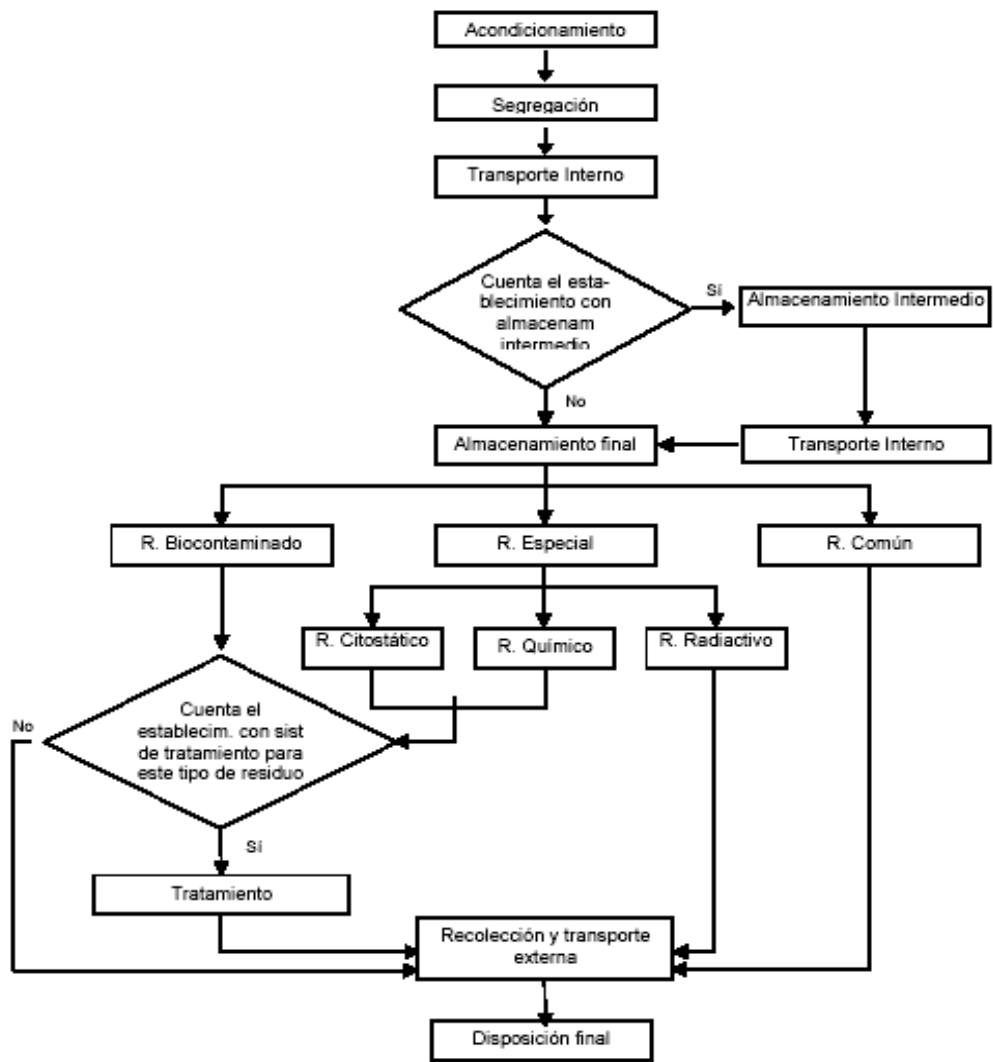 Acondicionamiento
Segregación
Transporte Interno
Cuenta el esta-
blecimiento con
almacenam
intermedio
Sí
Almacenamiento Intermedio
No
Almacenamiento final
Transporte Interno
R. Biocontaminado
R. Especial
R. Común
R. Citostático
R. Químico
R. Radiactivo
Cuenta el
establecim. con sist
de tratamiento para
este tipo de residuo
No
Sí
Tratamiento
Recolección y transporte
externa
Disposición final